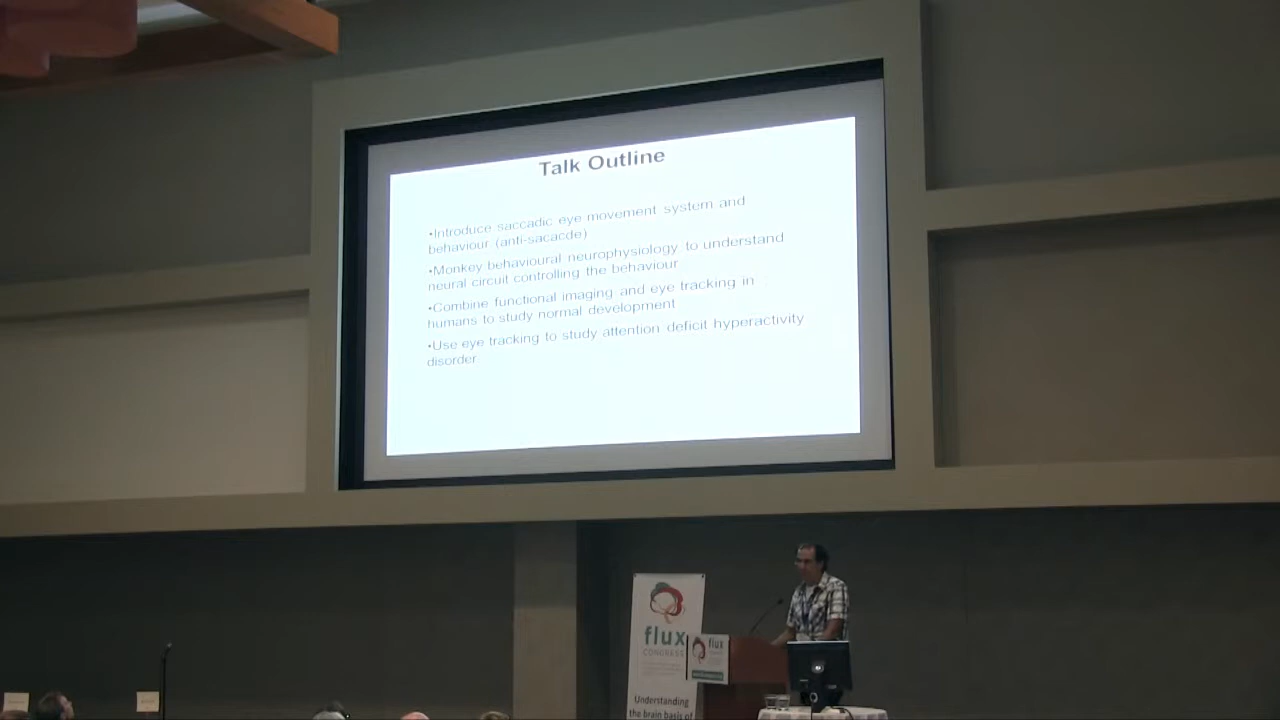 Talk Outline
•Introduce saccadic eye movement system and
behaviour (anti-sacacde)
•Monkey behavioural neurophysiology to understand
neural circuit controlling the behaviour
•Combine functional imaging and eye tracking in
humans to study normal development
•Use eye tracking to study attention deficit hyperactivity
disorder
flux
CONGRESS
flux
Understanding
the brain basis of